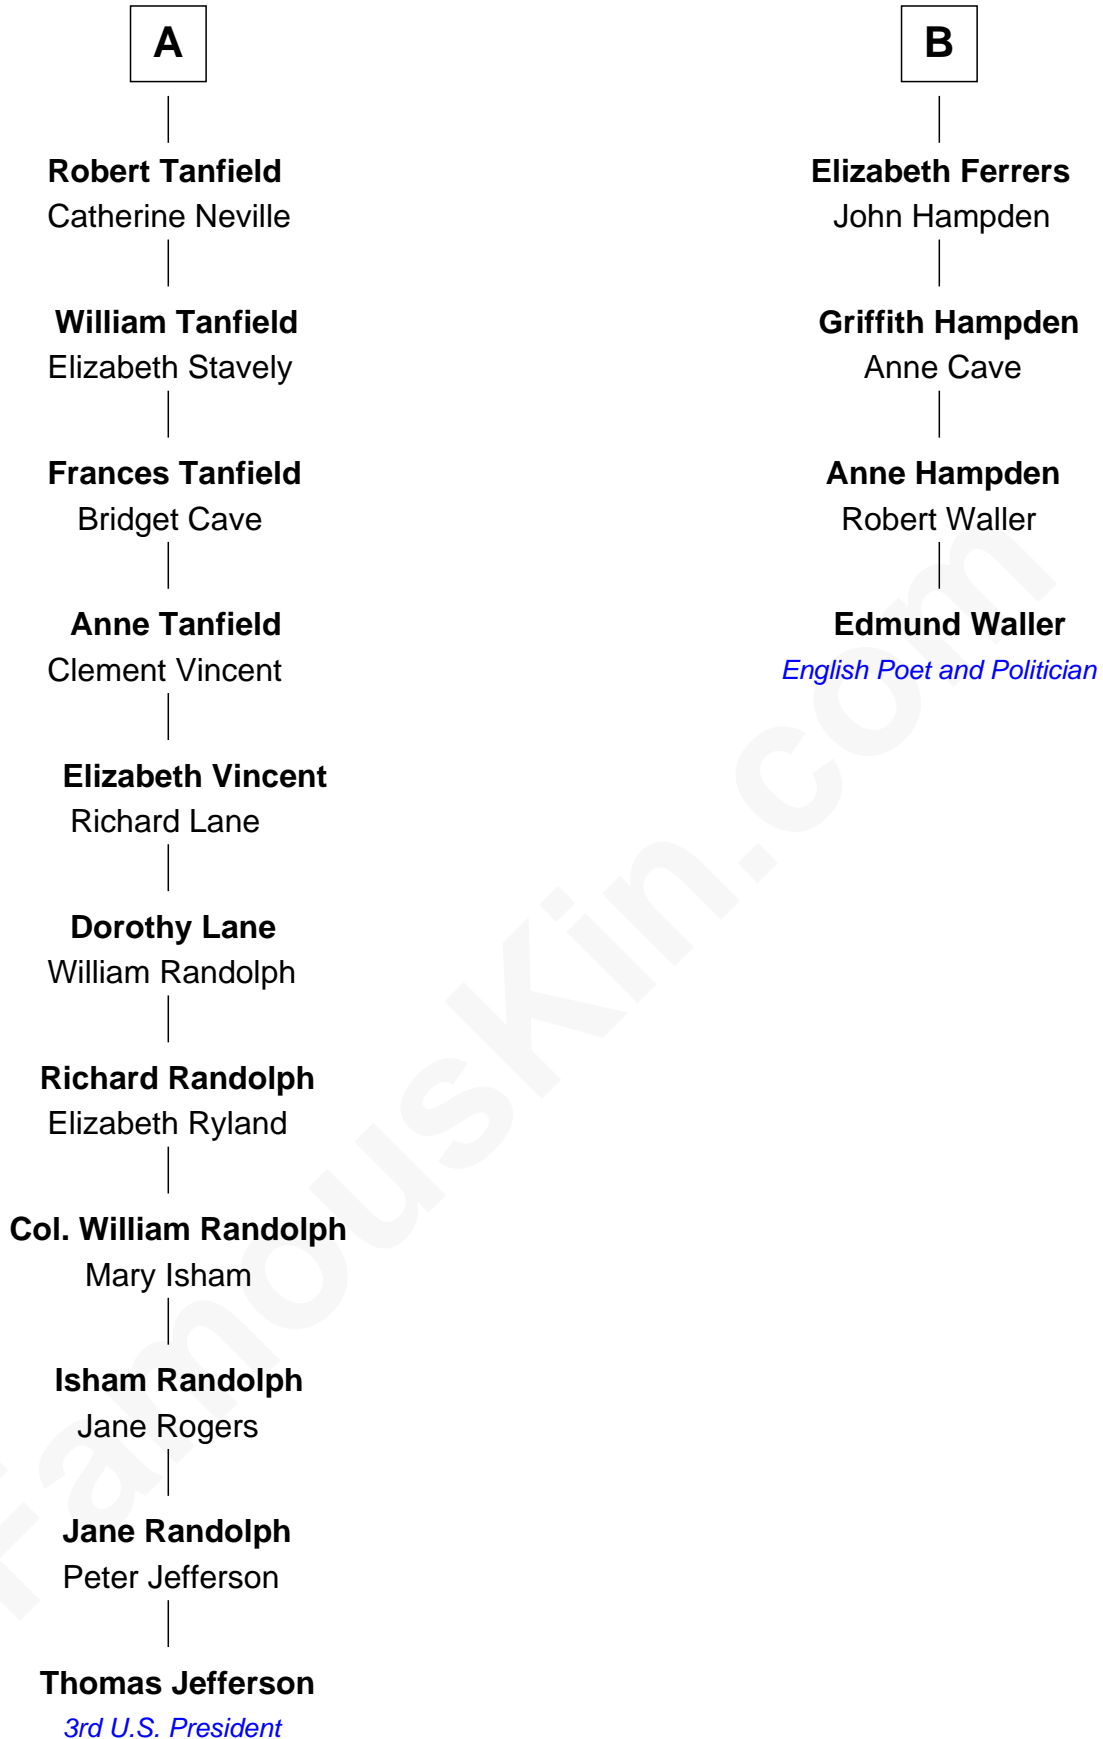 A
Robert Tanfield
Catherine Neville
William Tanfield
Elizabeth Stavely
Frances Tanfield
Bridget Cave
Anne Tanfield
Clement Vincent
Elizabeth Vincent
Richard Lane
Dorothy Lane
William Randolph
Richard Randolph
Elizabeth Ryland
Col. William Randolph
Mary Isham
Isham Randolph
Jane Rogers
Jane Randolph
Peter Jefferson
Thomas Jefferson
3rd U.S. President
B
Elizabeth Ferrers
John Hampden
Griffith Hampden
Anne Cave
Anne Hampden
Robert Waller
Edmund Waller
English Poet and Politician
FamousKin.com